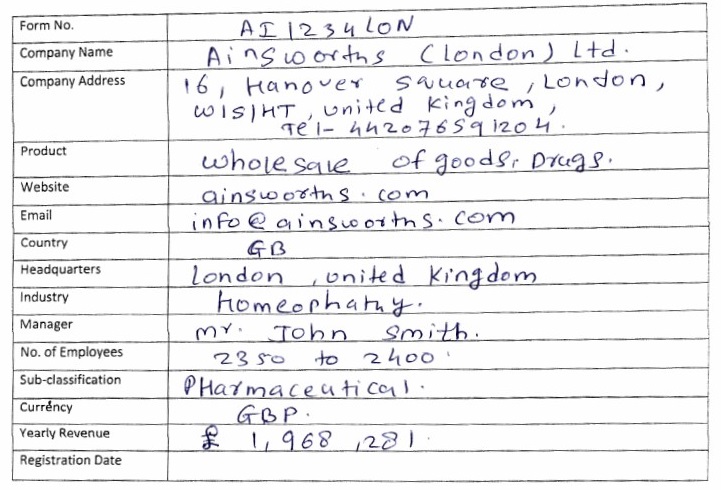 Form No. AI1234LON
Company Name Ainsworths (London) Ltd.
Company Address 16, Hanover Square, London,
W1S1HT, United Kingdom,
Tel- 442076591204.
Product Wholesale of goods, Drugs.
Website ainsworths.com
Email info@ainsworths.com
Country GB
Headquarters London, United Kingdom
Industry Homeophathy.
Manager Mr. John Smith.
No. of Employees 2350 to 2400
Sub-classification PHarmaceutical.
Currency GBP.
Yearly Revenue £ 1,968,281
Registration Date